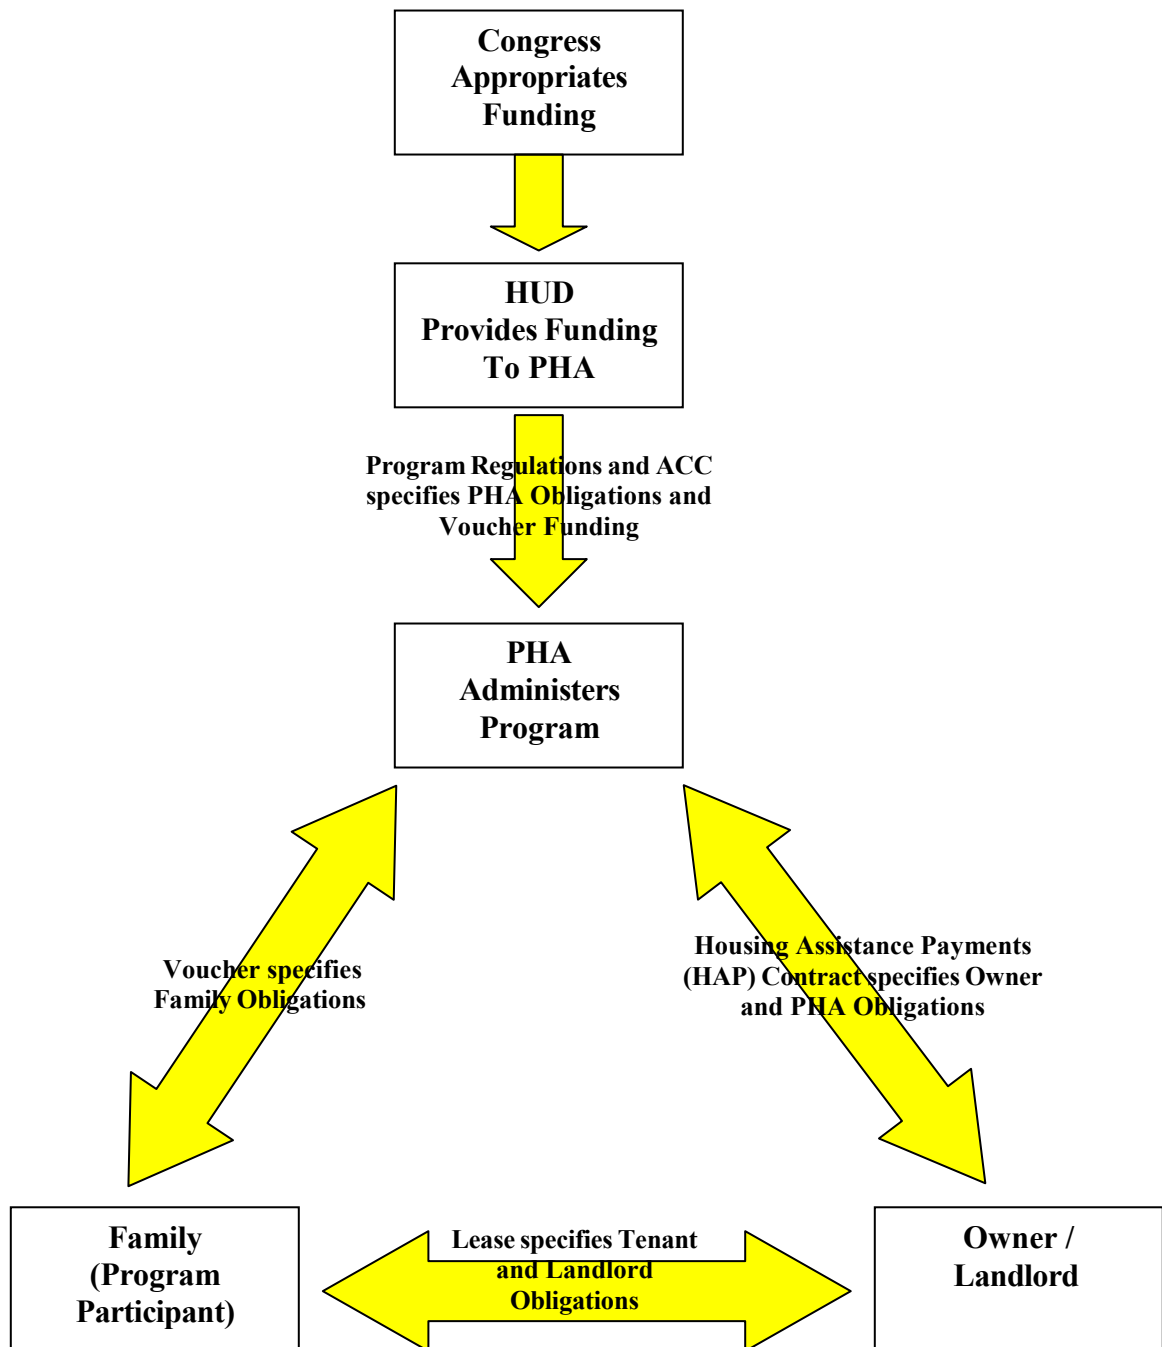 Congress
Appropriates
Funding
HUD
Provides Funding
To PHA
Program Regulations and ACC
specifies PHA Obligations and
Voucher Funding
PHA
Administers
Program
Voucher specifies
Family Obligations
Housing Assistance Payments
(HAP) Contract specifies Owner
and PHA Obligations
Family
(Program
Participant)
Lease specifies Tenant
and Landlord
Obligations
Owner /
Landlord